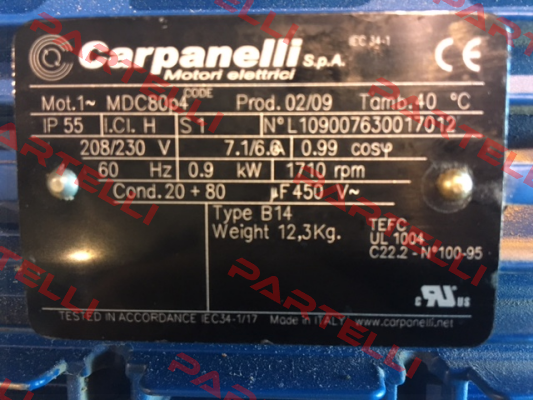 Carpanelli S.p.A.
Motori elettrici
IEC 34-1
CE
Mot.1~ MDC80p4 CODE Prod. 02/09 Tamb. 40 °C
IP 55 I.Cl. H S 1 N°L109007630017012
208/230 V 7.1/6.6 A 0.99 cosφ
60 Hz 0.9 kW 1710 rpm
Cond. 20 + 80 µF 450 V~
Type B14
Weight 12,3Kg.
TEFC
UL 1004
C22.2 - N°100-95
c RU us
TESTED IN ACCORDANCE IEC34-1/17 Made in ITALY www.carpanelli.net
PARTELLI
PARTELLI
PARTELLI
PARTELLI